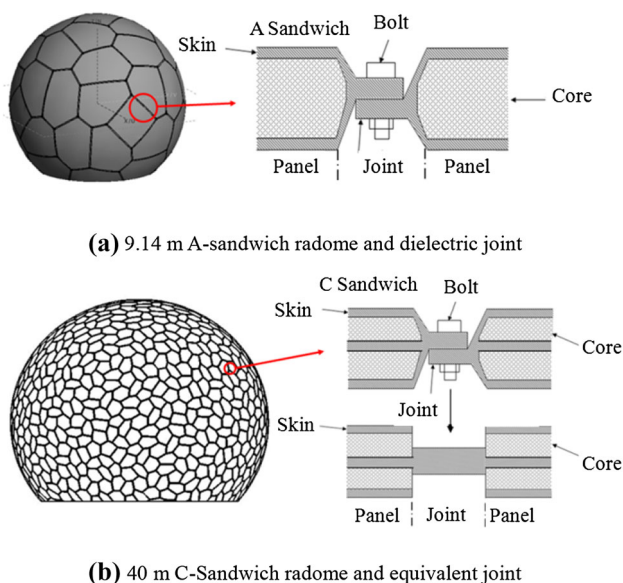 A Sandwich
Bolt
Skin
Core
Panel
Joint
Panel
(a) 9.14 m A-sandwich radome and dielectric joint
C Sandwich
Bolt
Skin
Core
Joint
Skin
Core
Panel
Joint
Panel
(b) 40 m C-Sandwich radome and equivalent joint